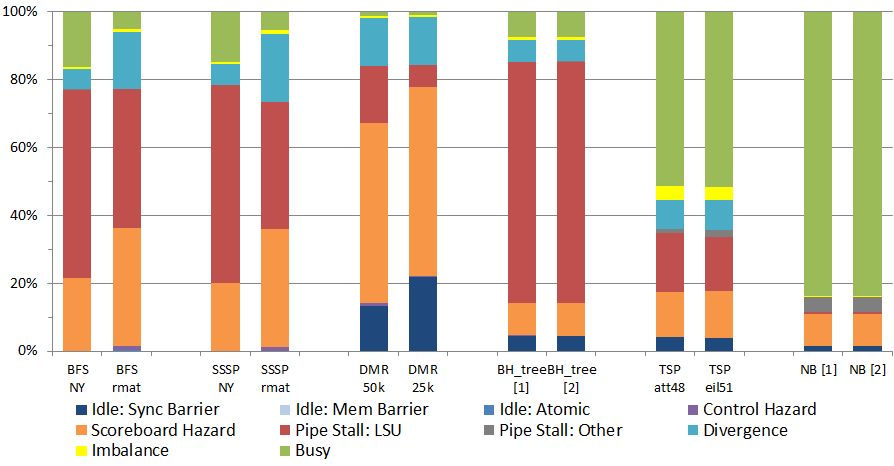 100%
80%
60%
40%
20%
0%
BFS NY
BFS rmat
SSSP NY
SSSP rmat
DMR 50k
DMR 25k
BH_tree [1]
BH_tree [2]
TSP att48
TSP eil51
NB [1]
NB [2]
Idle: Sync Barrier
Idle: Mem Barrier
Idle: Atomic
Control Hazard
Scoreboard Hazard
Pipe Stall: LSU
Pipe Stall: Other
Divergence
Imbalance
Busy